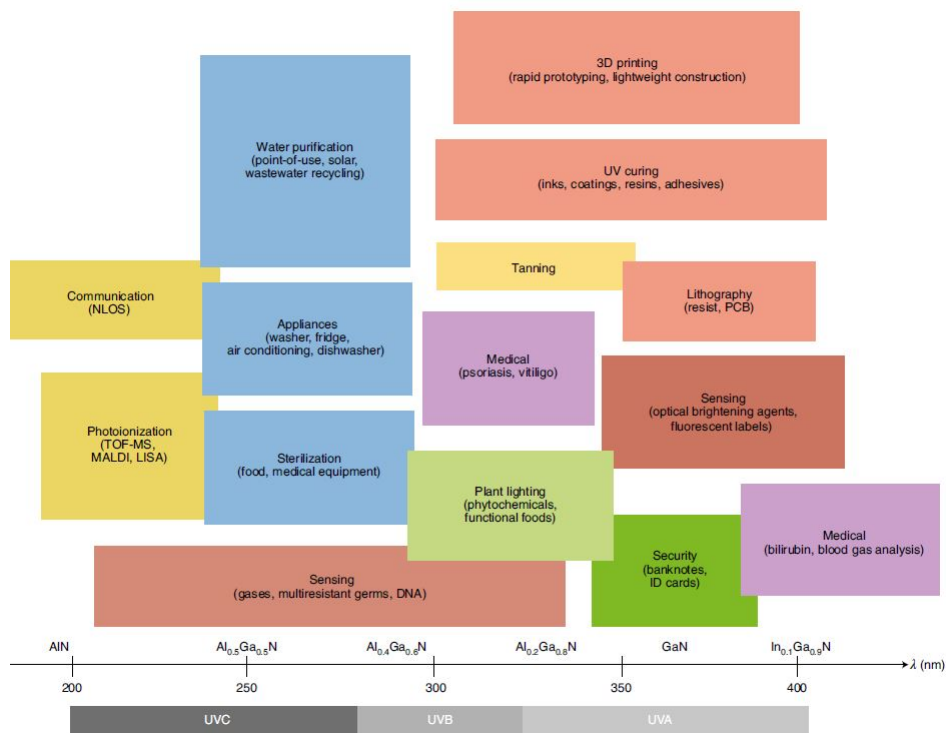 3D printing
(rapid prototyping, lightweight construction)
Water purification
(point-of-use, solar,
wastewater recycling)
UV curing
(inks, coatings, resins, adhesives)
Tanning
Communication
(NLOS)
Lithography
(resist, PCB)
Appliances
(washer, fridge,
air conditioning, dishwasher)
Medical
(psoriasis, vitiligo)
Sensing
(optical brightening agents,
fluorescent labels)
Photoionization
(TOF-MS,
MALDI, LISA)
Sterilization
(food, medical equipment)
Plant lighting
(phytochemicals,
functional foods)
Medical
(bilirubin, blood gas analysis)
Security
(banknotes,
ID cards)
Sensing
(gases, multiresistant germs, DNA)
AlN Al0.5Ga0.5N Al0.4Ga0.6N Al0.2Ga0.8N GaN In0.1Ga0.9N
200 250 300 350 400 λ (nm)
UVC UVB UVA